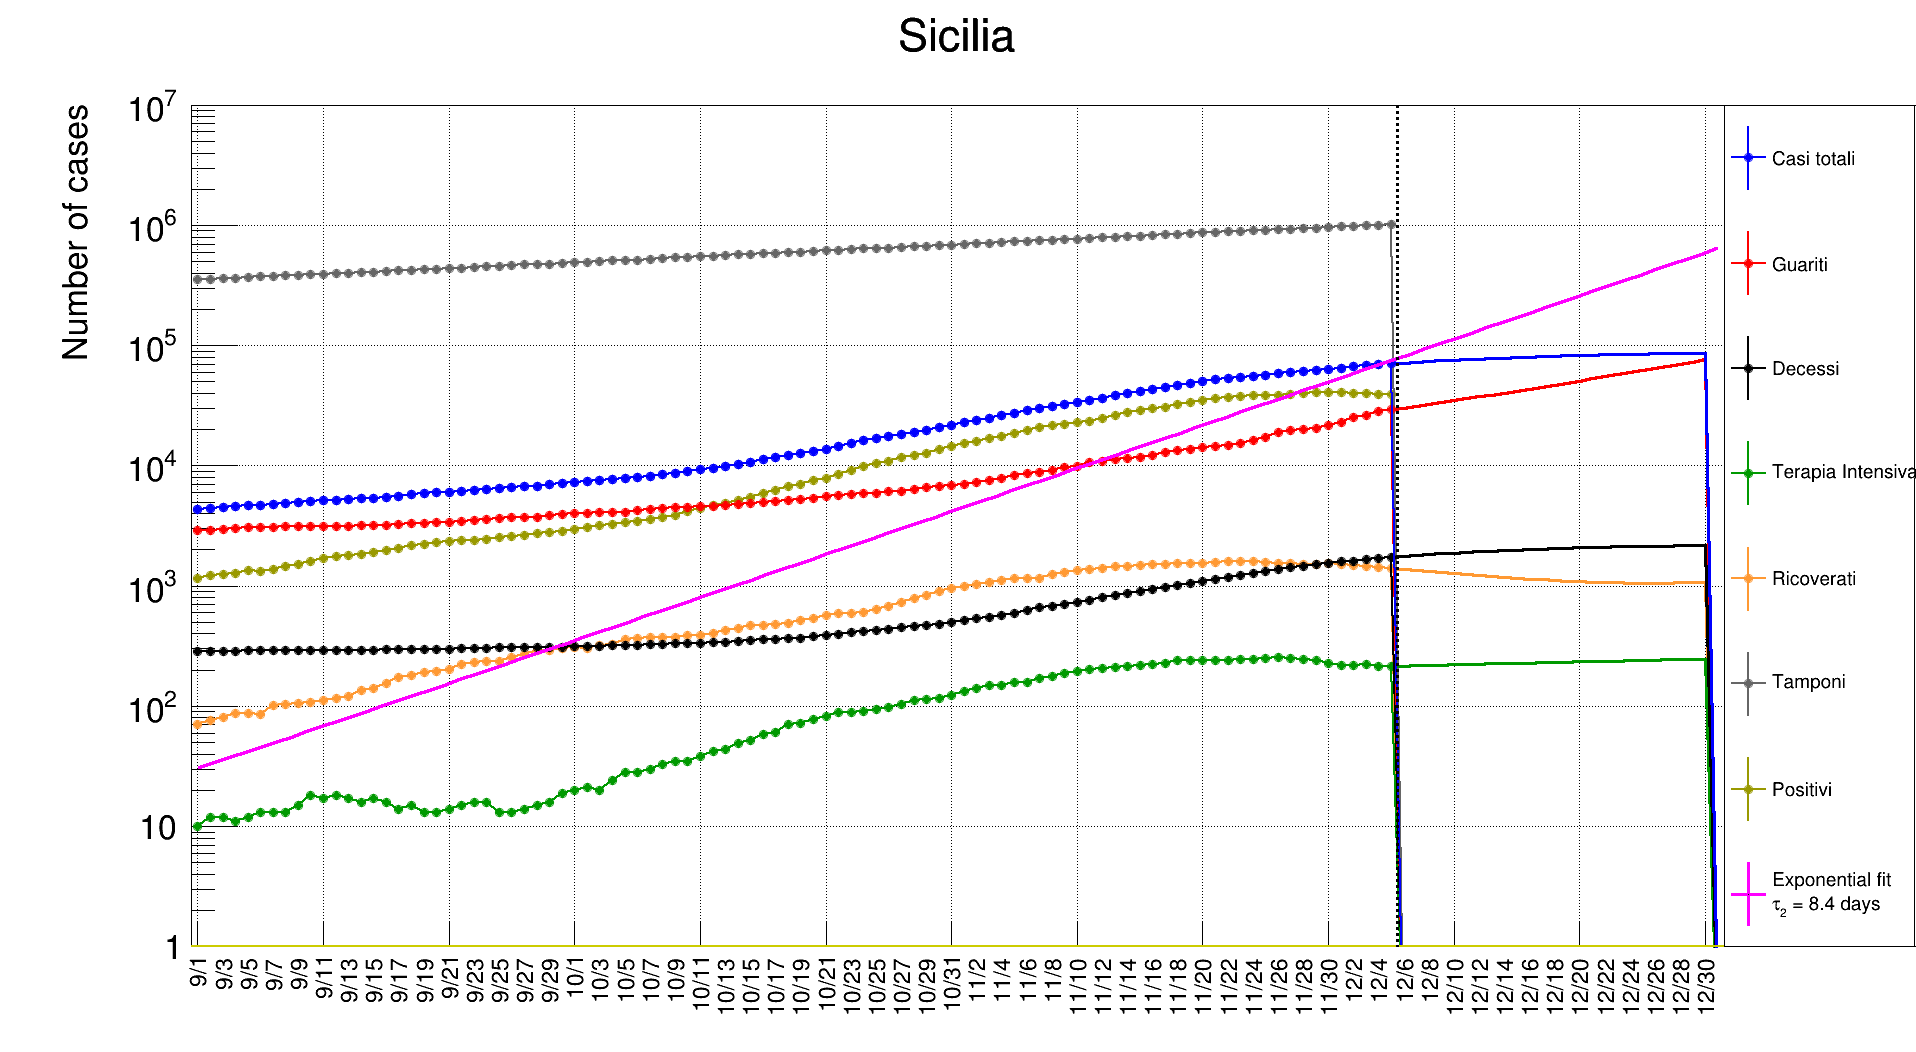 Sicilia
Number of cases
10^7
10^6
10^5
10^4
10^3
10^2
10
1
9/1 9/3 9/5 9/7 9/9 9/11 9/13 9/15 9/17 9/19 9/21 9/23 9/25 9/27 9/29 10/1 10/3 10/5 10/7 10/9 10/11 10/13 10/15 10/17 10/19 10/21 10/23 10/25 10/27 10/29 10/31 11/2 11/4 11/6 11/8 11/10 11/12 11/14 11/16 11/18 11/20 11/22 11/24 11/26 11/28 11/30 12/2 12/4 12/6 12/8 12/10 12/12 12/14 12/16 12/18 12/20 12/22 12/24 12/26 12/28 12/30
Casi totali
Guariti
Decessi
Terapia Intensiva
Ricoverati
Tamponi
Positivi
Exponential fit
τ₂ = 8.4 days